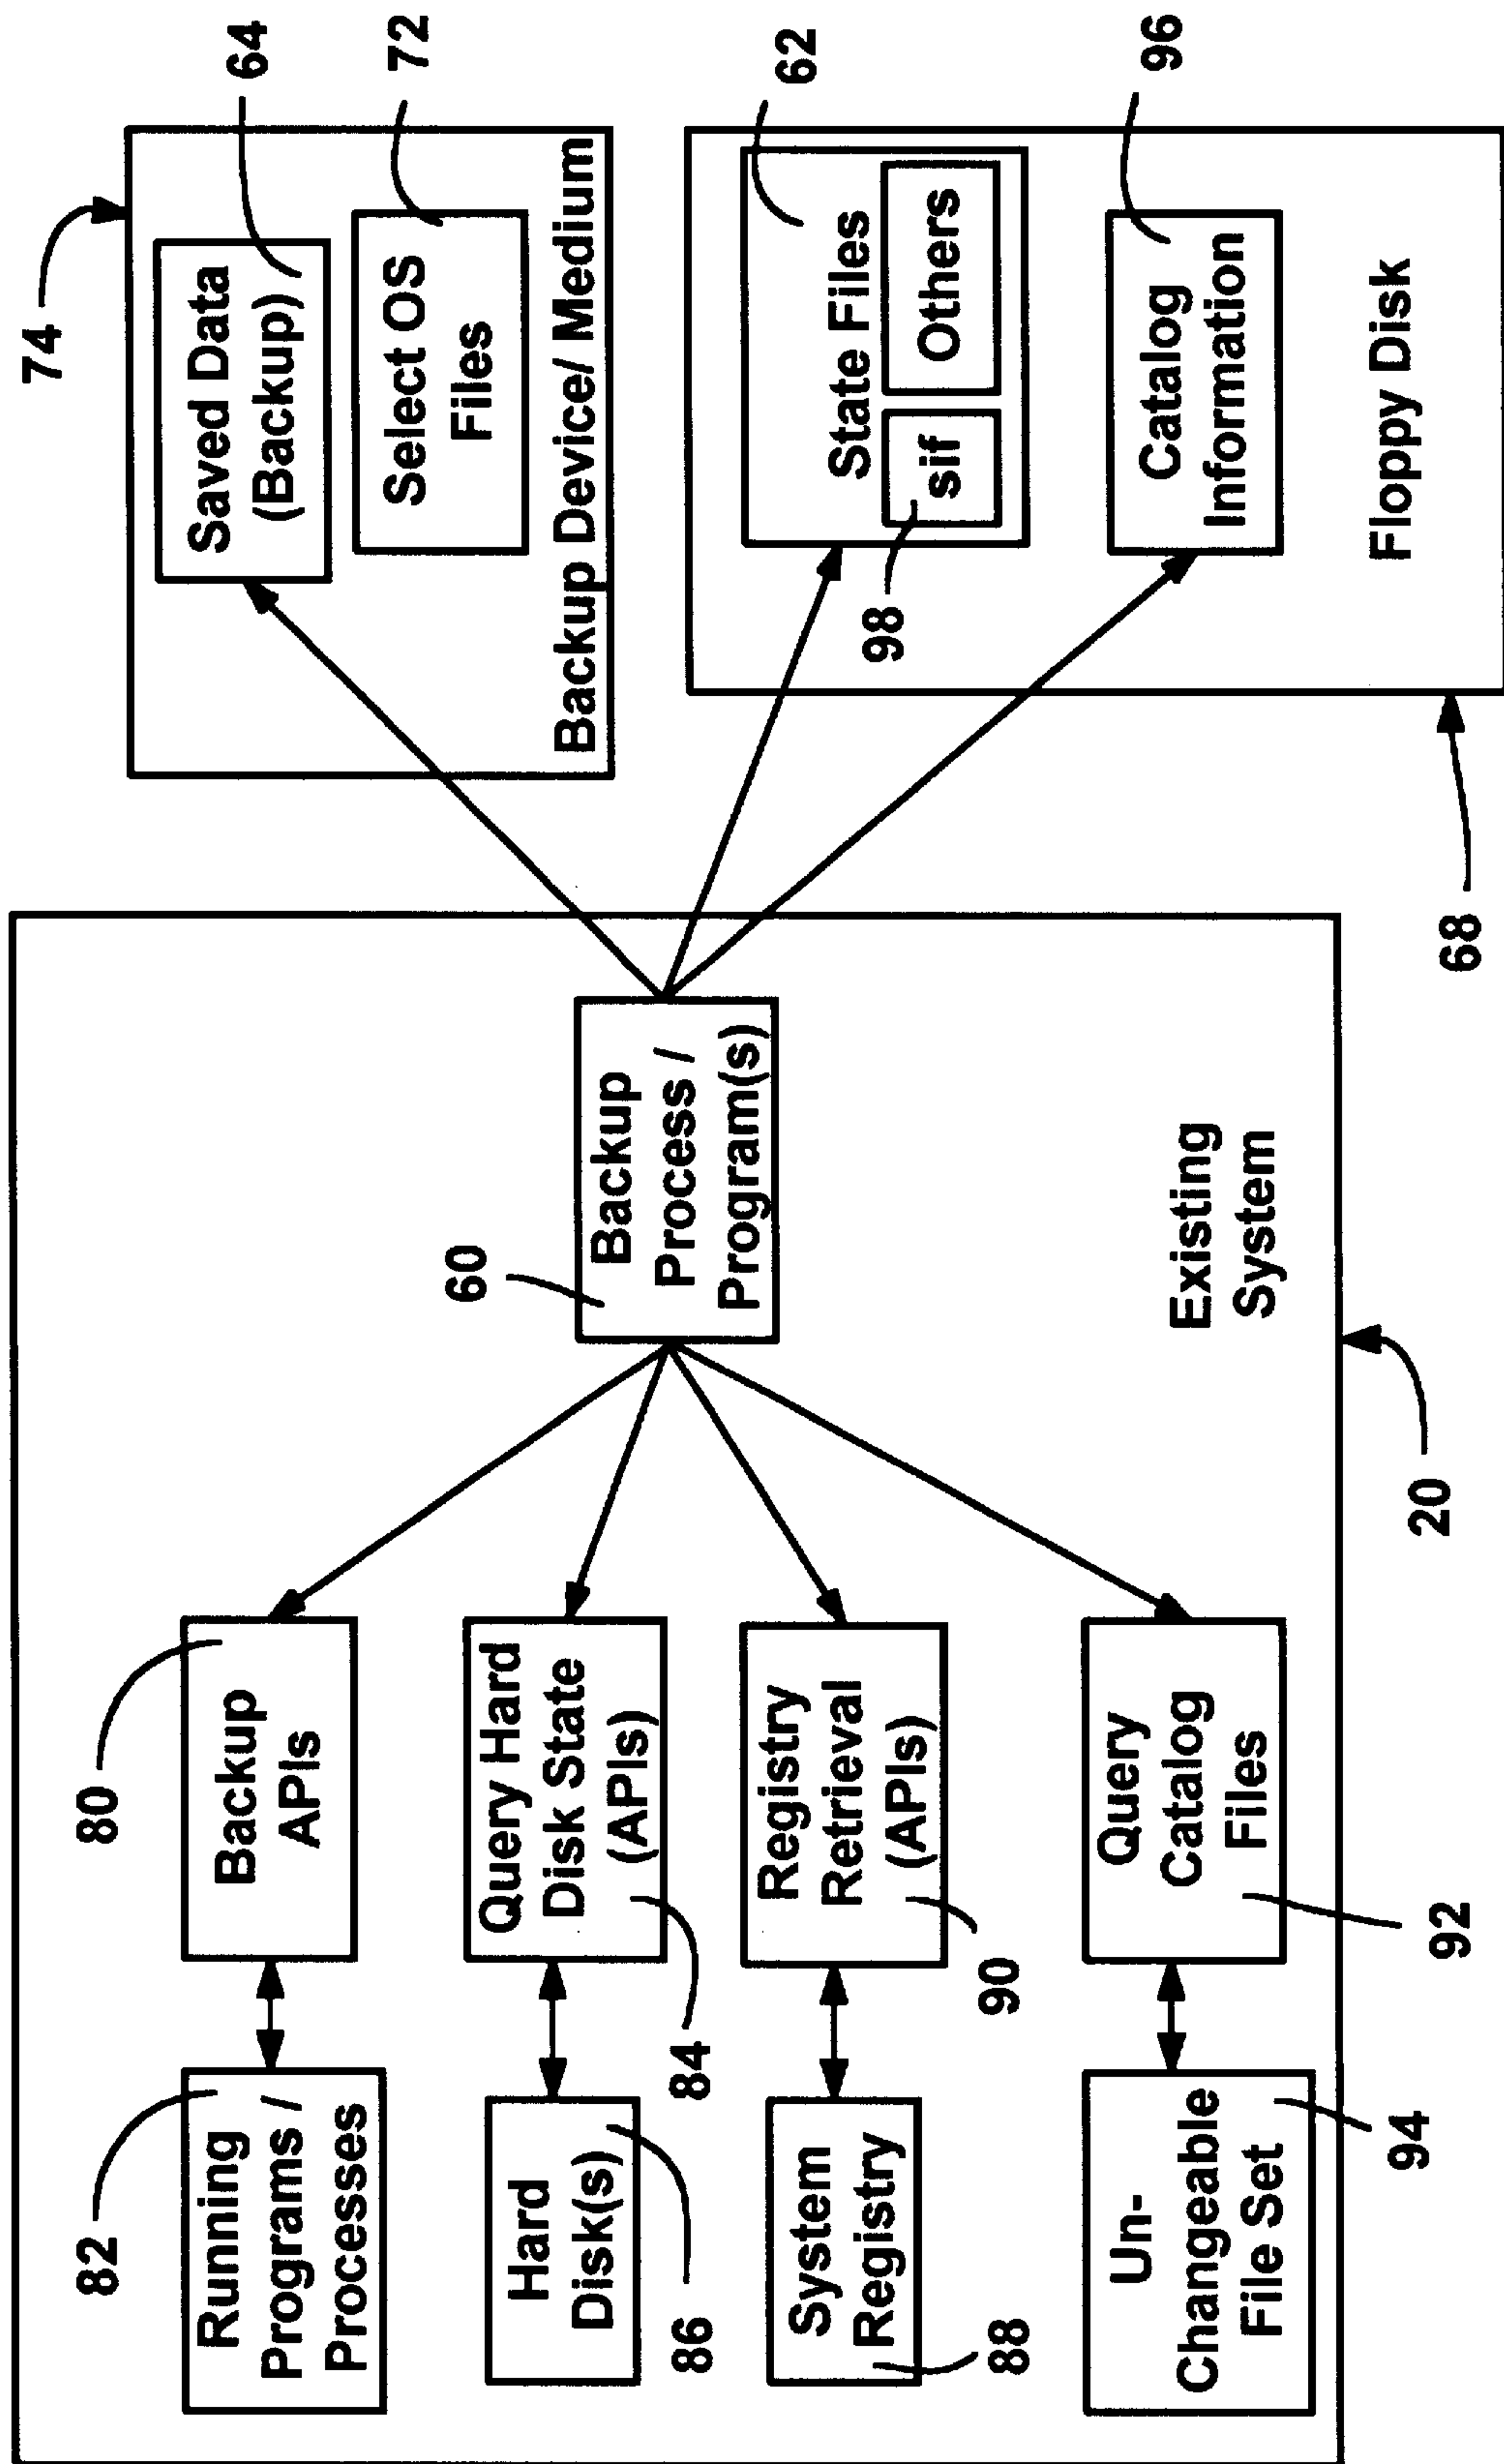 74
64
72
Saved Data
(Backup)
Select OS
Files
Backup Device/ Medium
62
96
State Files
sif
Others
98
Catalog
Information
Floppy Disk
68
60
Backup
Process /
Program(s)
Existing
System
20
80
Backup
APIs
Query Hard
Disk State
(APIs)
84
Registry
Retrieval
(APIs)
90
Query
Catalog
Files
92
82
Running
Programs /
Processes
Hard
Disk(s)
86
System
Registry
88
Un-
Changeable
File Set
94